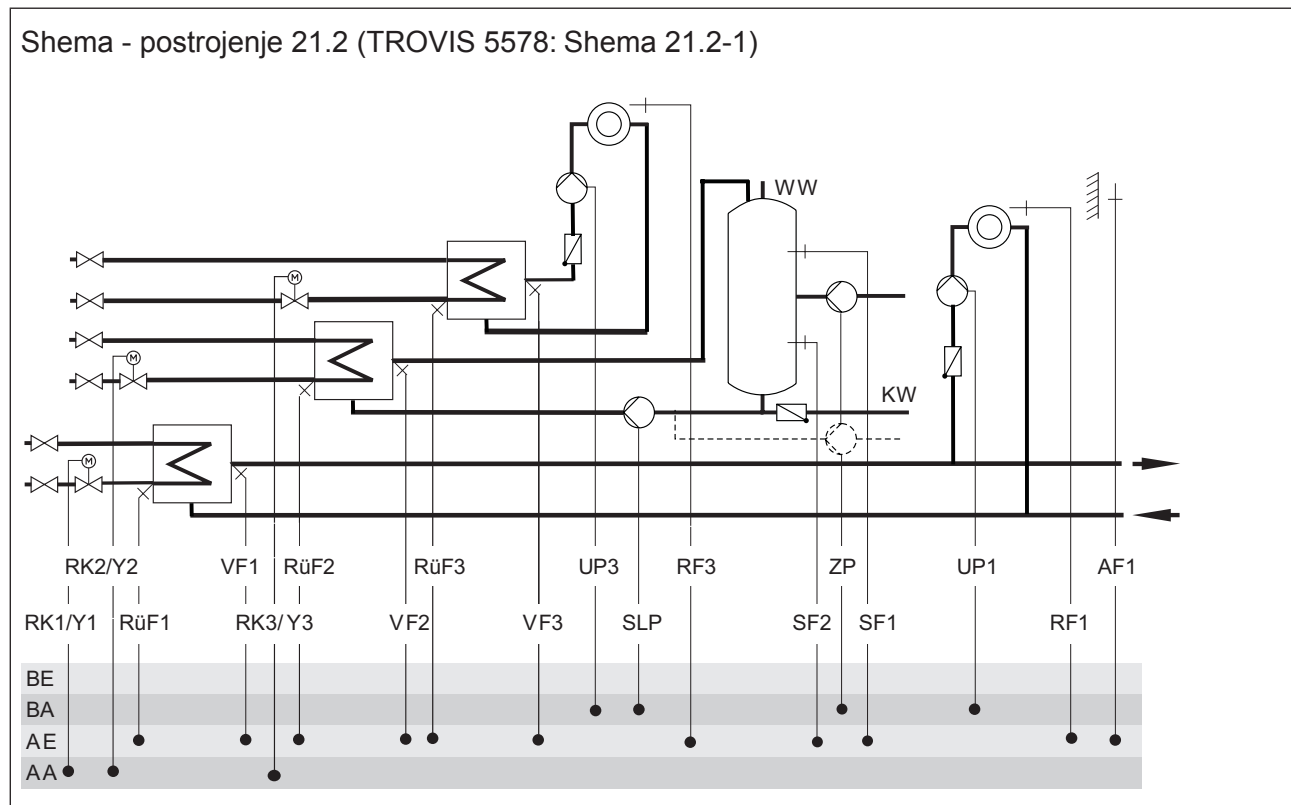 Shema - postrojenje 21.2 (TROVIS 5578: Shema 21.2-1)
WW
M
M
KW
M
RK2/Y2 VF1 RüF2 RüF3 UP3 RF3 ZP UP1 AF1
RK1/Y1 RüF1 RK3/Y3 VF2 VF3 SLP SF2 SF1 RF1
BE
BA
AE
AA